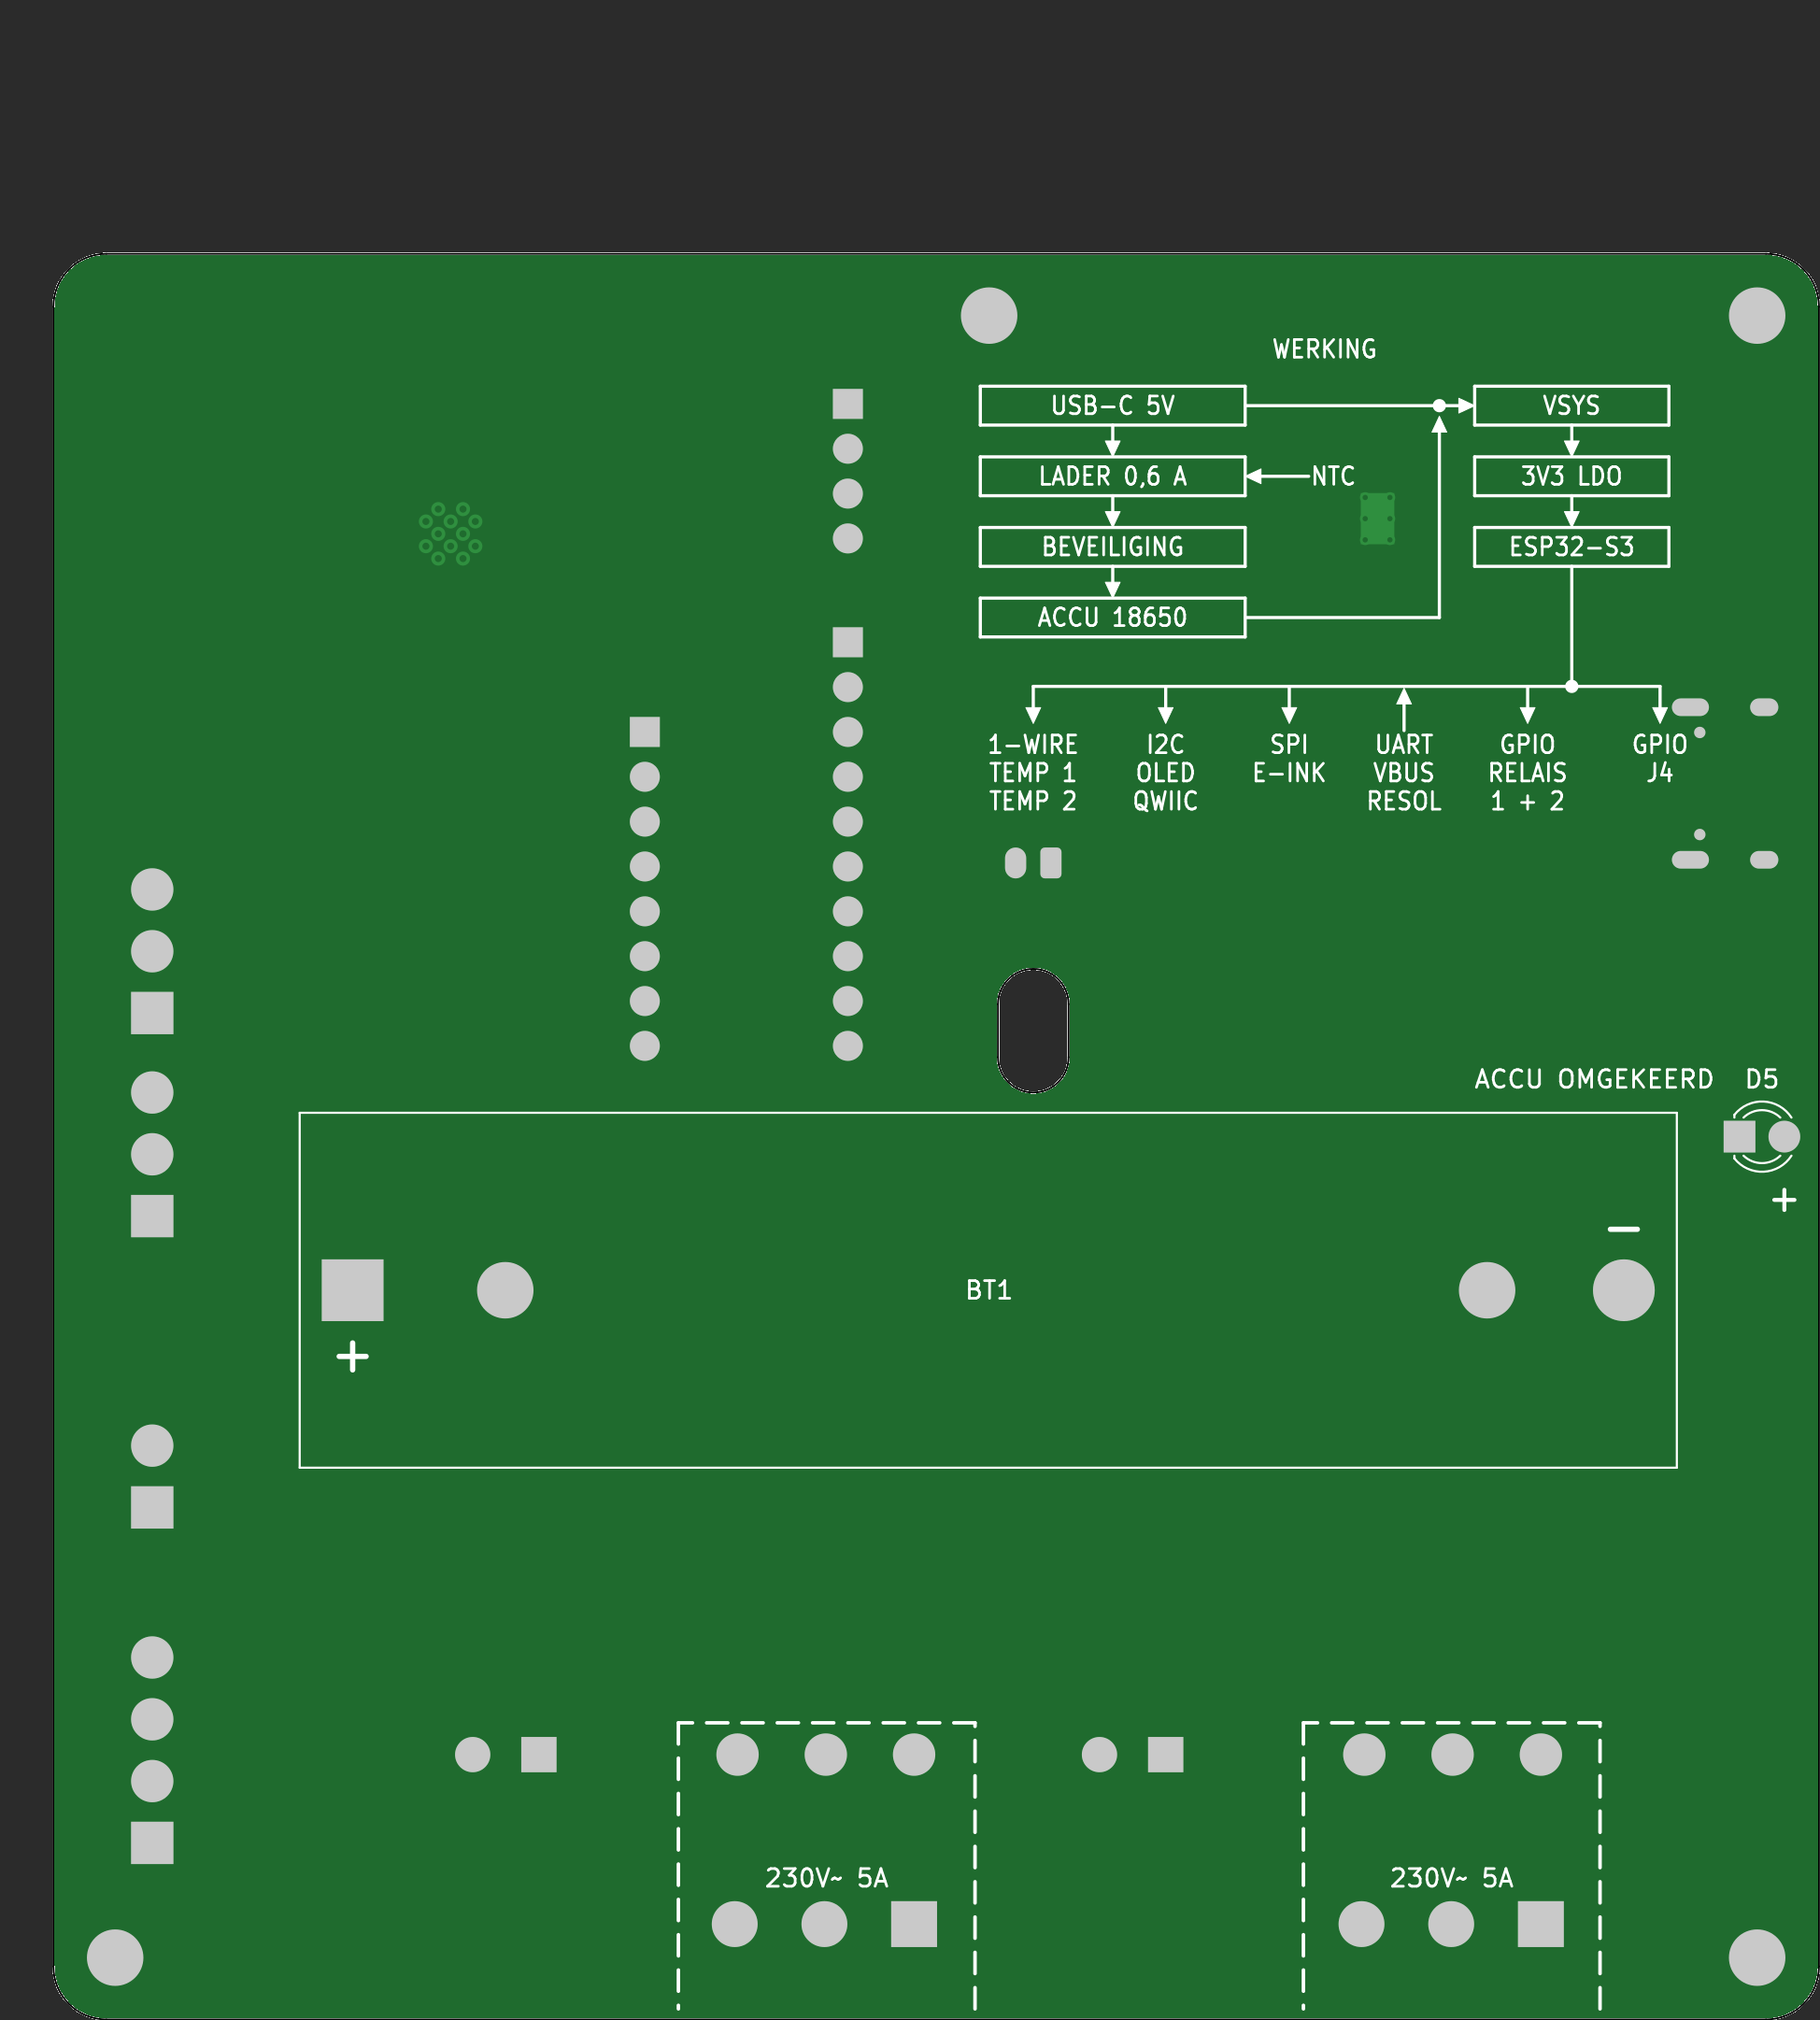 WERKING
USB-C 5V
VSYS
LADER 0,6 A
NTC
3V3 LDO
BEVEILIGING
ESP32-S3
ACCU 18650
1-WIRE
TEMP 1
TEMP 2
I2C
OLED
QWIIC
SPI
E-INK
UART
VBUS
RESOL
GPIO
RELAIS
1 + 2
GPIO
J4
ACCU OMGEKEERD D5
+
−
BT1
+
230V~ 5A
230V~ 5A